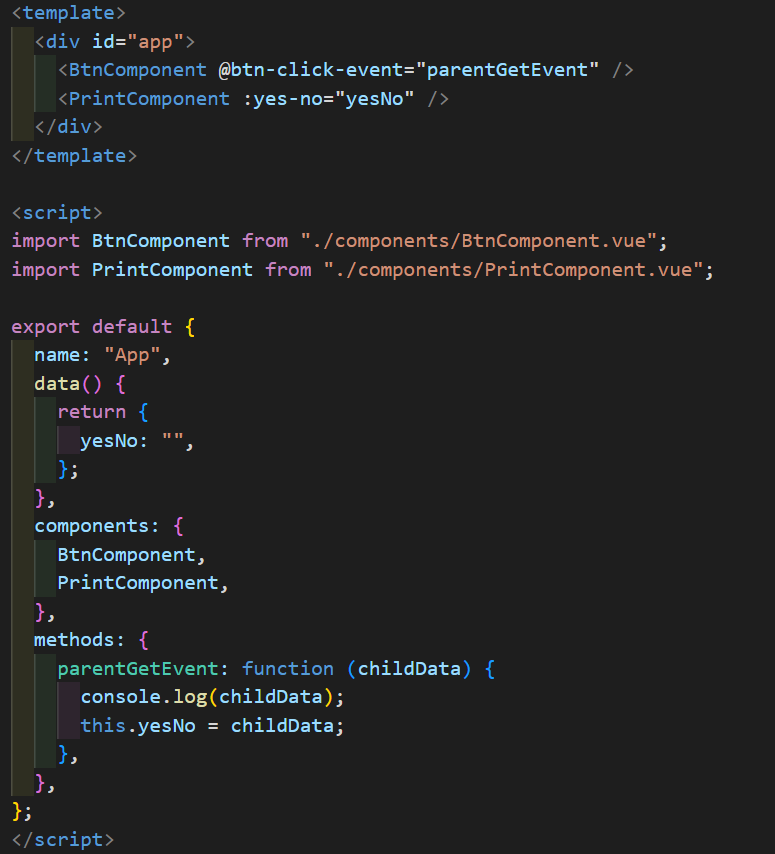 <template>
  <div id="app">
    <BtnComponent @btn-click-event="parentGetEvent" />
    <PrintComponent :yes-no="yesNo" />
  </div>
</template>

<script>
import BtnComponent from "./components/BtnComponent.vue";
import PrintComponent from "./components/PrintComponent.vue";

export default {
  name: "App",
  data() {
    return {
      yesNo: "",
    };
  },
  components: {
    BtnComponent,
    PrintComponent,
  },
  methods: {
    parentGetEvent: function (childData) {
      console.log(childData);
      this.yesNo = childData;
    },
  },
};
</script>